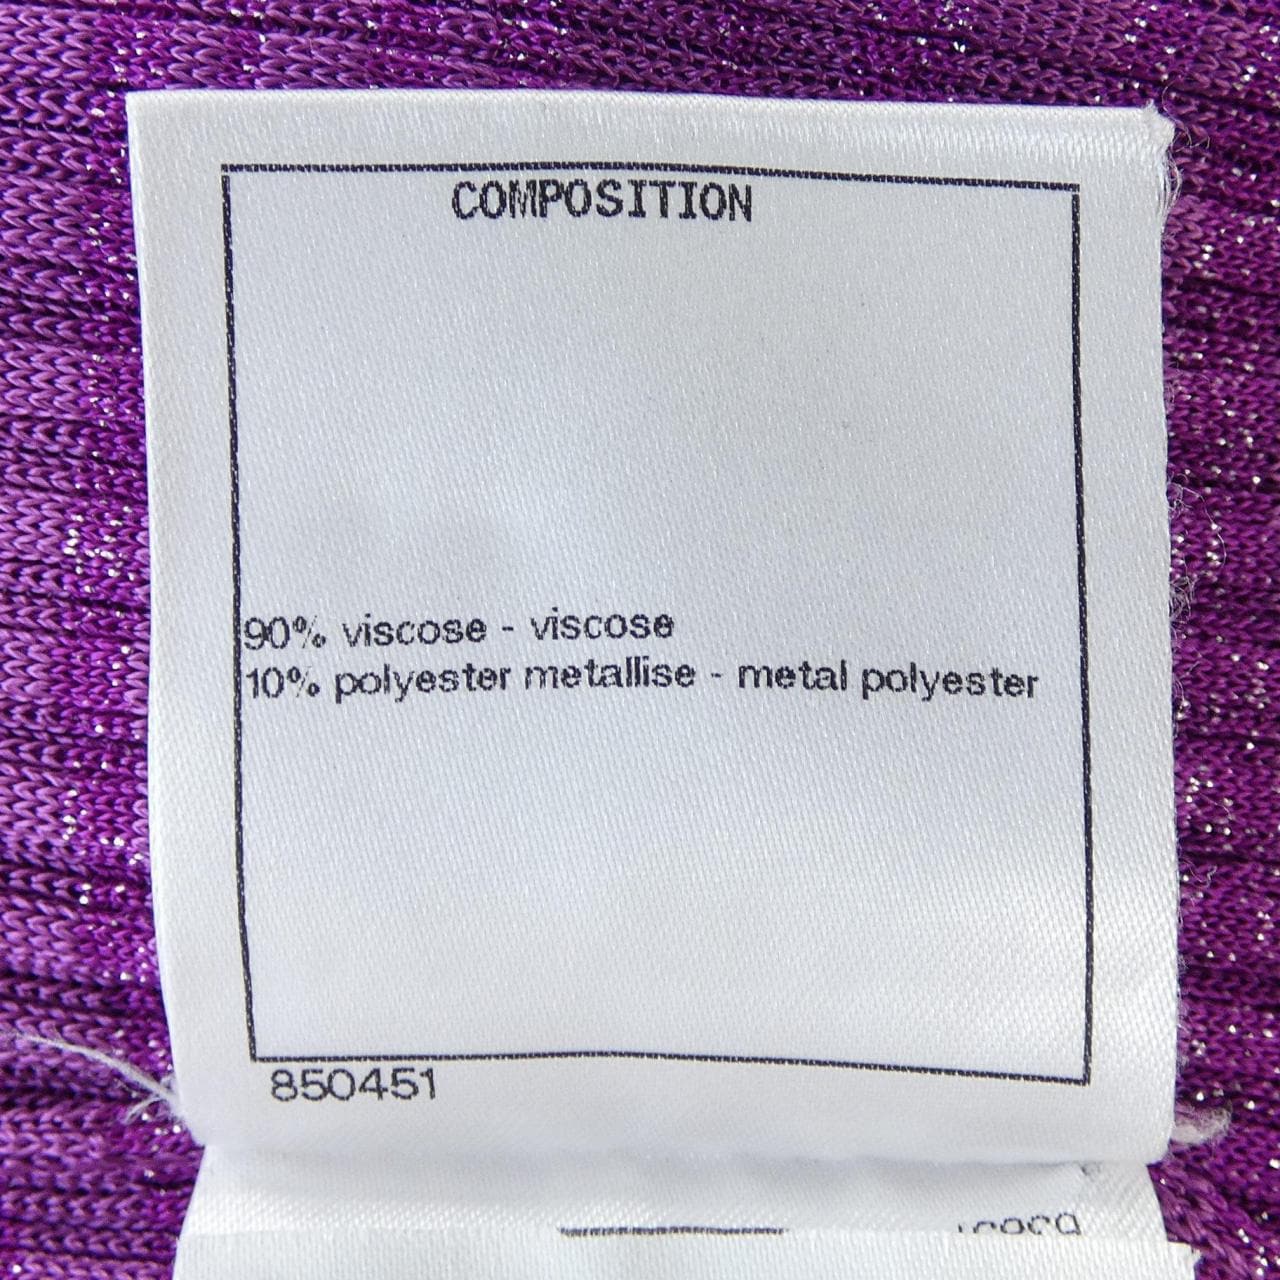 COMPOSITION
90% viscose - viscose
10% polyester metallise - metal polyester
850451